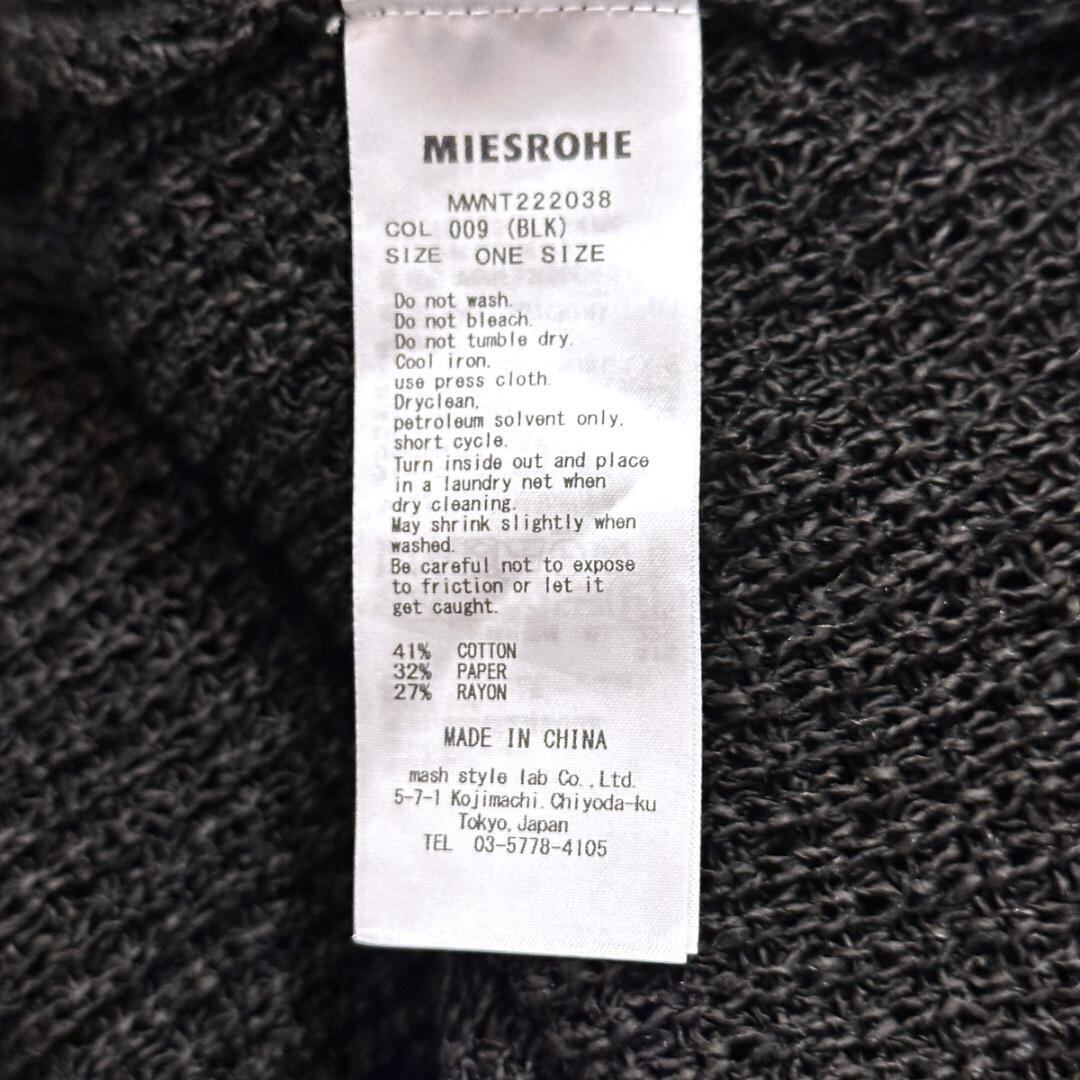 MIESROHE
MWNT222038
COL 009 (BLK)
SIZE ONE SIZE
Do not wash.
Do not bleach.
Do not tumble dry.
Cool iron.
use press cloth.
Dryclean,
petroleum solvent only,
short cycle.
Turn inside out and place
in a laundry net when
dry cleaning.
May shrink slightly when
washed.
Be careful not to expose
to friction or let it
get caught.
41% COTTON
32% PAPER
27% RAYON
MADE IN CHINA
mash style lab Co.,Ltd.
5-7-1 Kojimachi, Chiyoda-ku
Tokyo, Japan
TEL 03-5778-4105